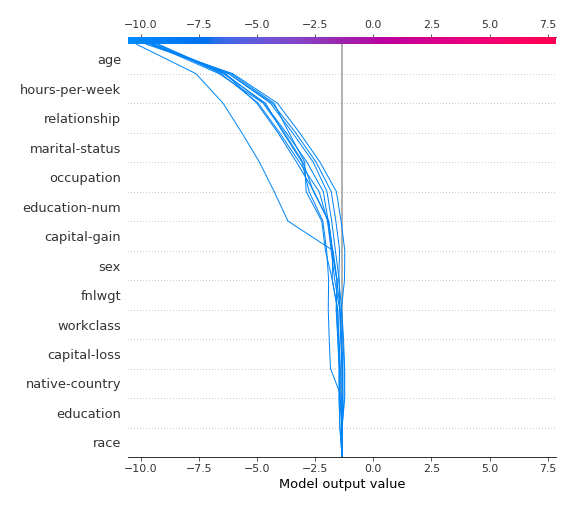 −10.0 −7.5 −5.0 −2.5 0.0 2.5 5.0 7.5
age
hours-per-week
relationship
marital-status
occupation
education-num
capital-gain
sex
fnlwgt
workclass
capital-loss
native-country
education
race
−10.0 −7.5 −5.0 −2.5 0.0 2.5 5.0 7.5
Model output value